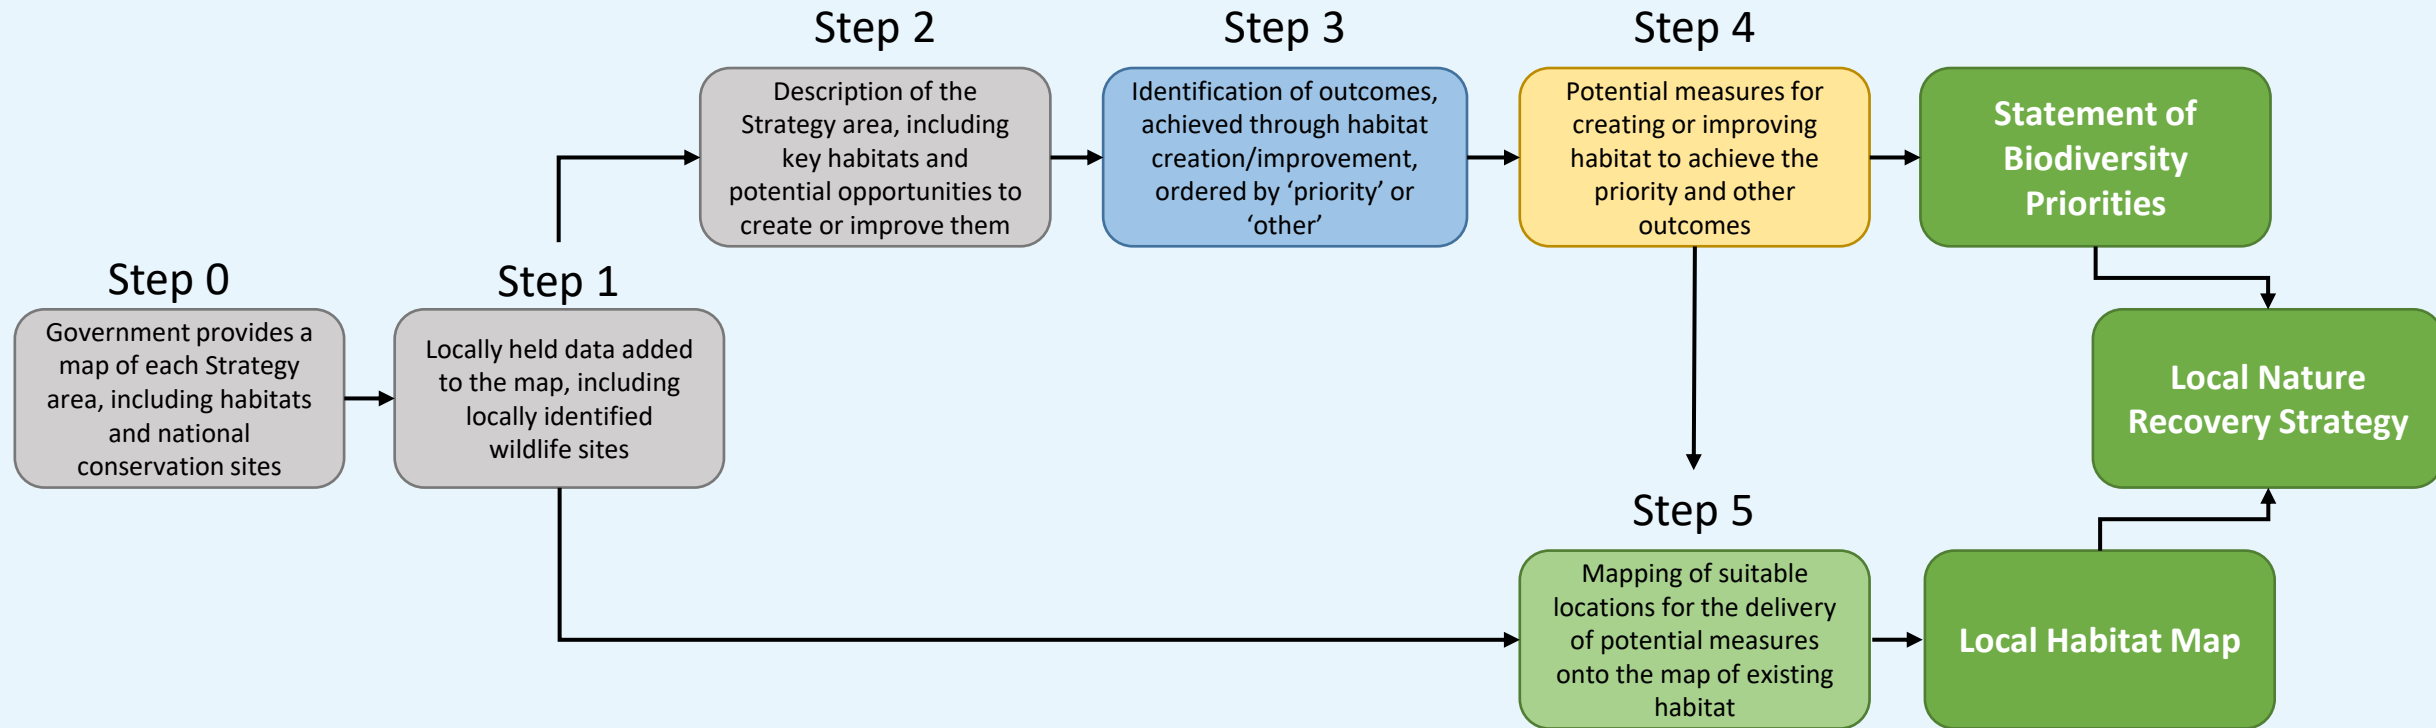 Step 0
Government provides a
map of each Strategy
area, including habitats
and national
conservation sites
Step 1
Locally held data added
to the map, including
locally identified
wildlife sites
Step 2
Description of the
Strategy area, including
key habitats and
potential opportunities to
create or improve them
Step 3
Identification of outcomes,
achieved through habitat
creation/improvement,
ordered by ‘priority’ or
‘other’
Step 4
Potential measures for
creating or improving
habitat to achieve the
priority and other
outcomes
Statement of
Biodiversity
Priorities
Step 5
Mapping of suitable
locations for the delivery
of potential measures
onto the map of existing
habitat
Local Habitat Map
Local Nature
Recovery Strategy